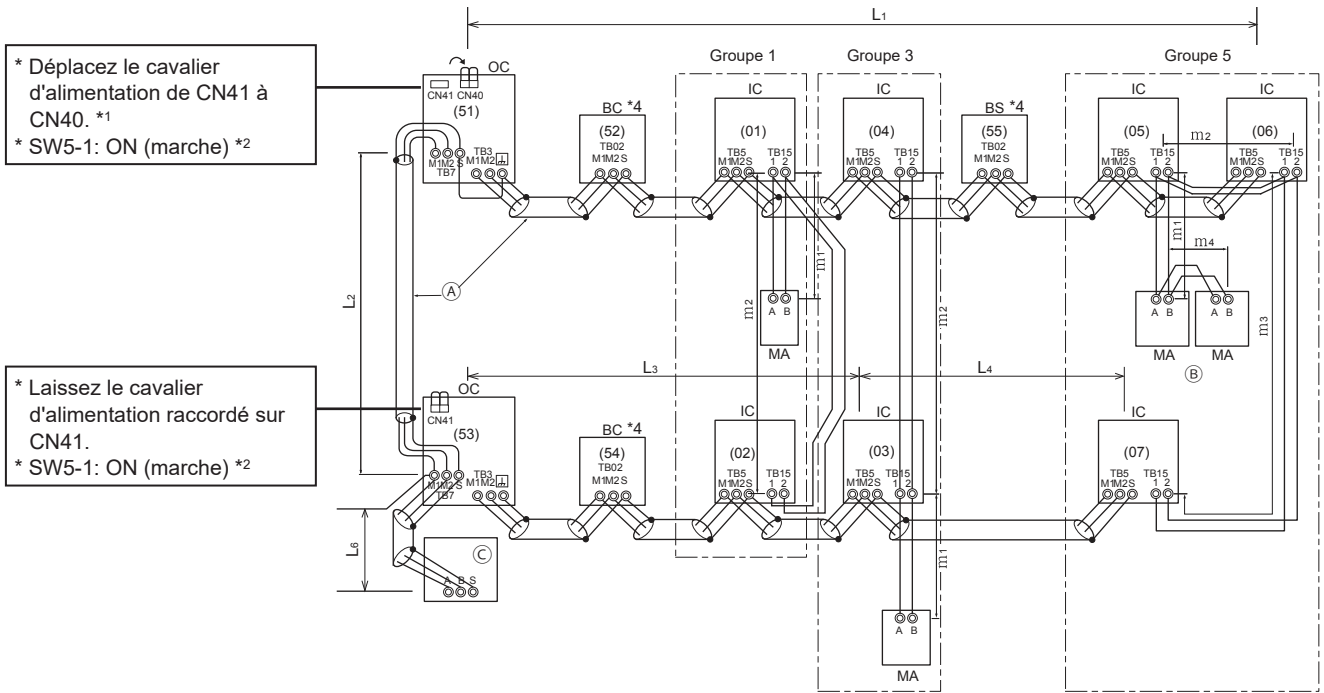 L1
* Déplacez le cavalier
d'alimentation de CN41 à
CN40. *1
* SW5-1: ON (marche) *2
Groupe 1
Groupe 3
Groupe 5
OC
CN41 CN40
(51)
TB3
M1M2 S M1M2
TB7
BC *4
(52)
TB02
M1M2 S
IC
(01)
TB5 TB15
M1M2S 1 2
IC
(04)
TB5 TB15
M1M2S 1 2
BS *4
(55)
TB02
M1M2 S
IC
(05)
TB5 TB15
M1M2S 1 2
m2
IC
(06)
TB5 TB15
M1M2S 1 2
L2
A
m2
m1
A B
MA
m2
m1
m4
A B
MA
A B
MA
B
m3
* Laissez le cavalier
d'alimentation raccordé sur
CN41.
* SW5-1: ON (marche) *2
L3
L4
OC
CN41
(53)
TB3
M1M2 S M1M2
TB7
BC *4
(54)
TB02
M1M2 S
IC
(02)
TB5 TB15
M1M2S 1 2
IC
(03)
TB5 TB15
M1M2S 1 2
IC
(07)
TB5 TB15
M1M2S 1 2
L6
C
A B S
m1
A B
MA